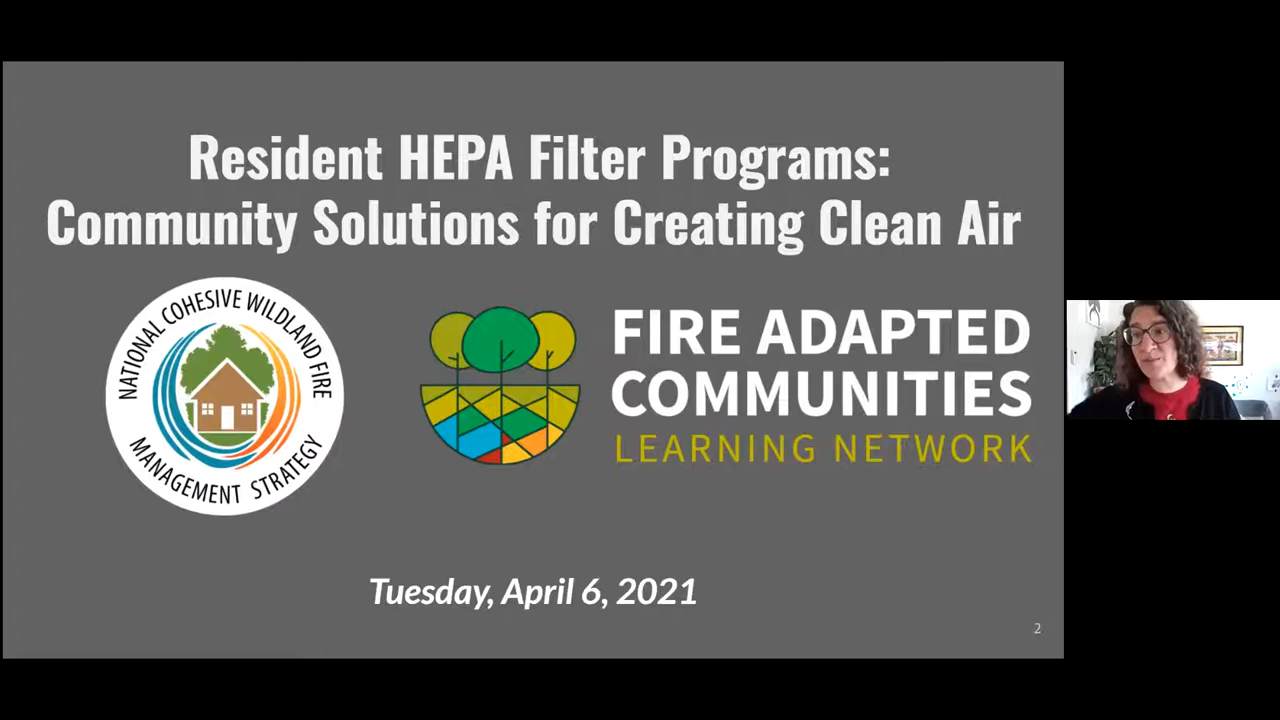 Resident HEPA Filter Programs:
Community Solutions for Creating Clean Air
NATIONAL COHESIVE WILDLAND FIRE
MANAGEMENT STRATEGY
FIRE ADAPTED
COMMUNITIES
LEARNING NETWORK
Tuesday, April 6, 2021
2